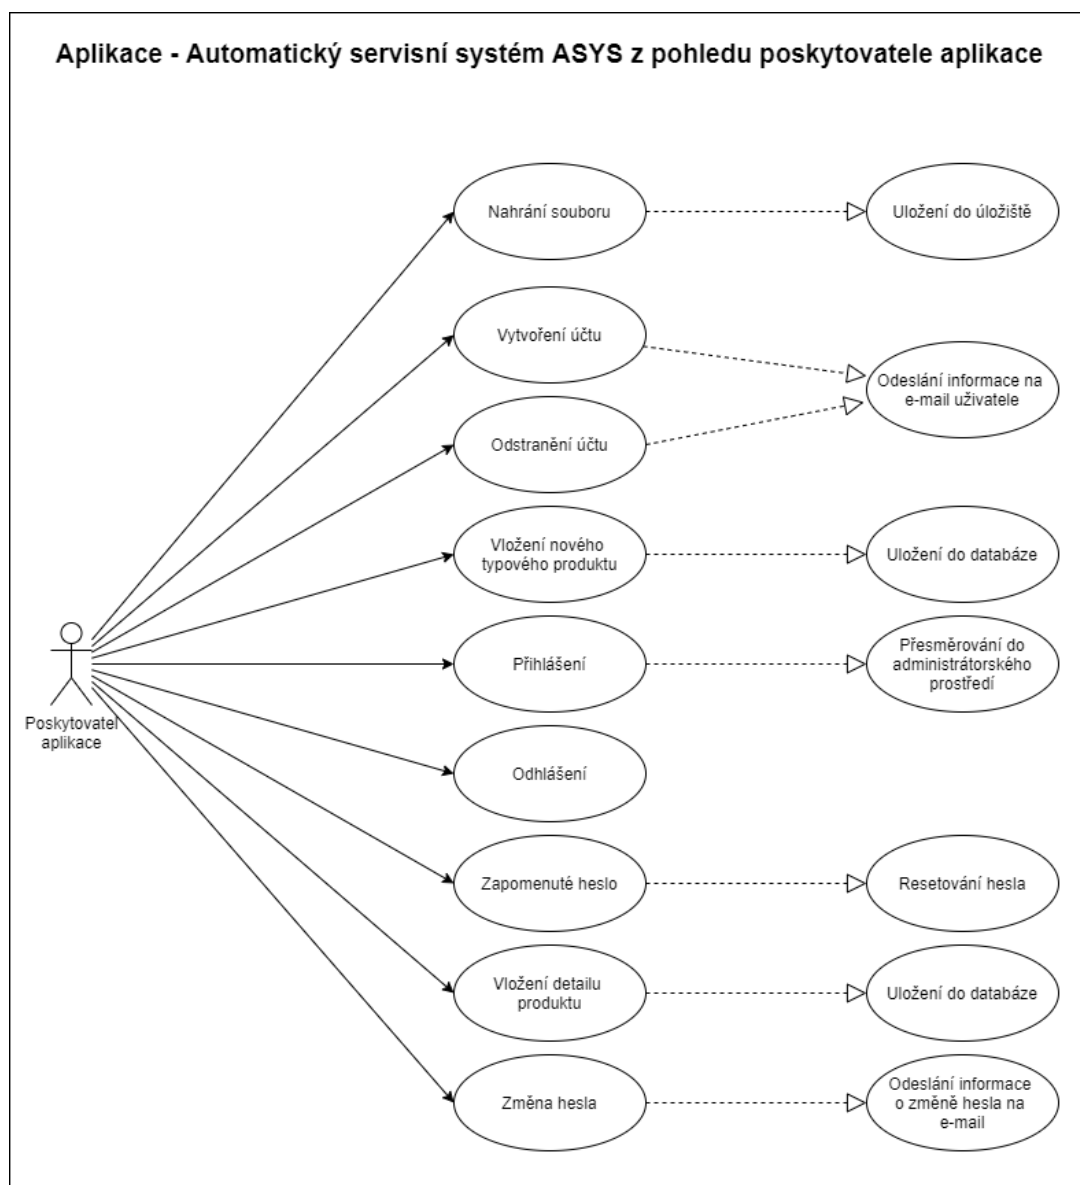 Aplikace - Automatický servisní systém ASYS z pohledu poskytovatele aplikace
Nahrání souboru
Uložení do úložiště
Vytvoření účtu
Odeslání informace na
e-mail uživatele
Odstranění účtu
Vložení nového
typového produktu
Uložení do databáze
Přihlášení
Přesměrování do
administrátorského
prostředí
Poskytovatel
aplikace
Odhlášení
Zapomenuté heslo
Resetování hesla
Vložení detailu
produktu
Uložení do databáze
Změna hesla
Odeslání informace
o změně hesla na
e-mail